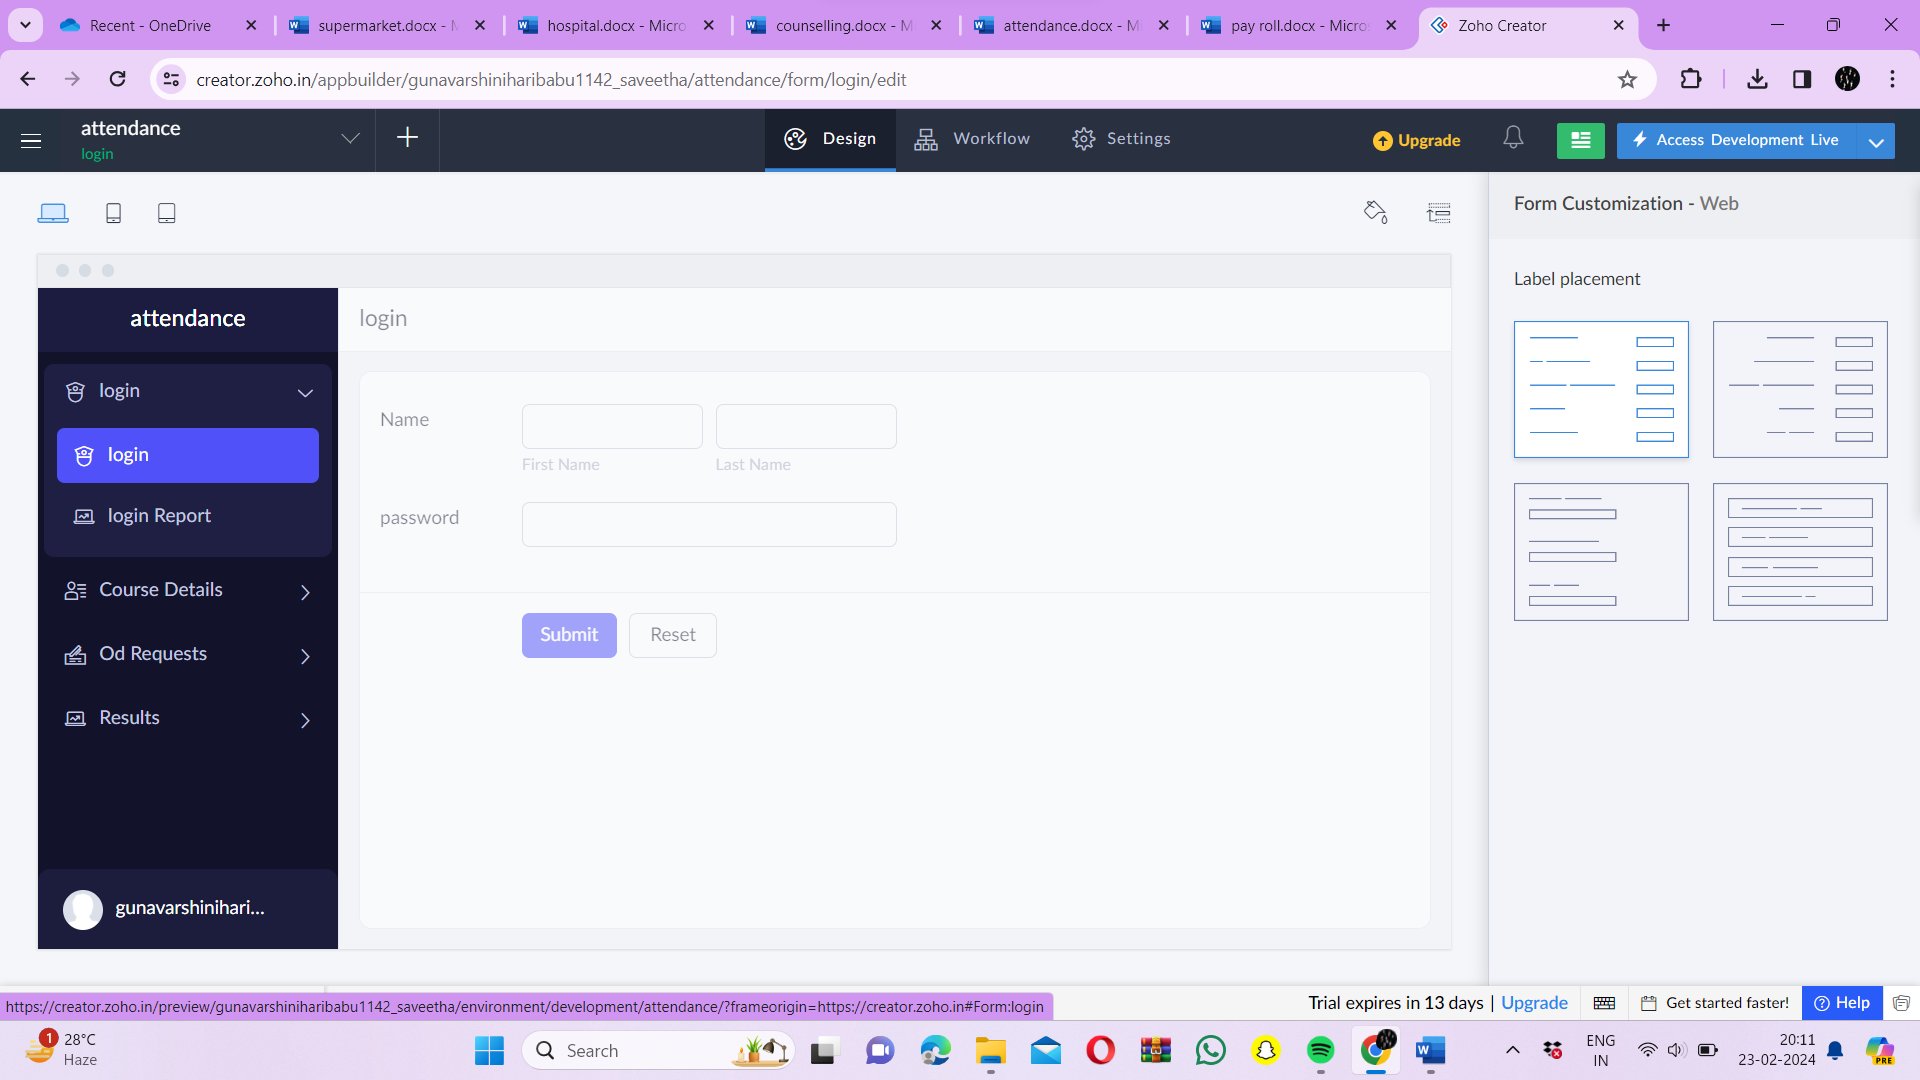 Recent - OneDrive
supermarket.docx - M
hospital.docx - Micro
counselling.docx - M
attendance.docx - Mi
pay roll.docx - Micro
Zoho Creator
creator.zoho.in/appbuilder/gunavarshiniharibabu1142_saveetha/attendance/form/login/edit
attendance
login
Design
Workflow
Settings
Upgrade
Access Development Live
Form Customization - Web
Label placement
attendance
login
login
login
login Report
Course Details
Od Requests
Results
gunavarshinihari...
Name
First Name
Last Name
password
Submit
Reset
https://creator.zoho.in/preview/gunavarshiniharibabu1142_saveetha/environment/development/attendance/?frameorigin=https://creator.zoho.in#Form:login
Trial expires in 13 days | Upgrade
Get started faster!
Help
1
28°C
Haze
Search
ENG
IN
20:11
23-02-2024
PRE